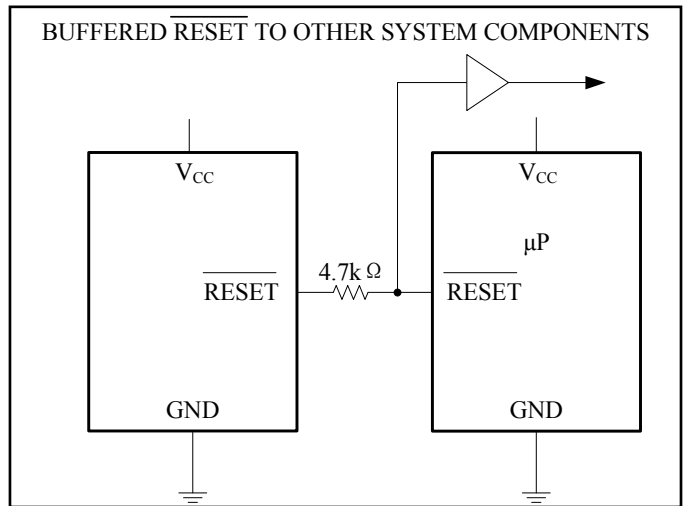 BUFFERED RESET TO OTHER SYSTEM COMPONENTS
VCC
VCC
μP
4.7k Ω
RESET
RESET
GND
GND